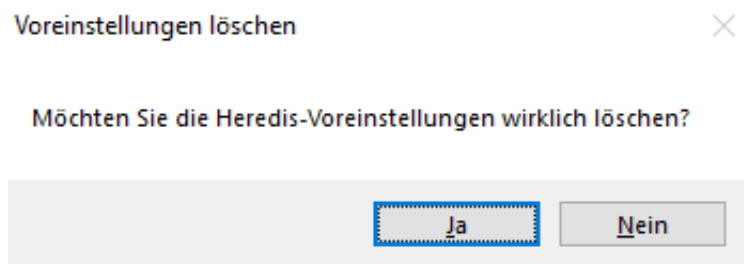 Voreinstellungen löschen
Möchten Sie die Heredis-Voreinstellungen wirklich löschen?
Ja
Nein